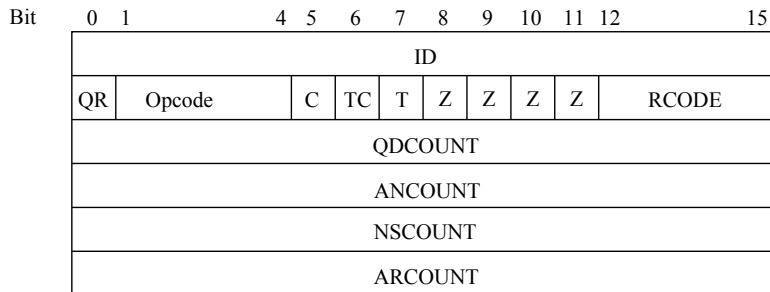 Bit 0 1 4 5 6 7 8 9 10 11 12 15
ID
QR Opcode C TC T Z Z Z Z RCODE
QDCOUNT
ANCOUNT
NSCOUNT
ARCOUNT